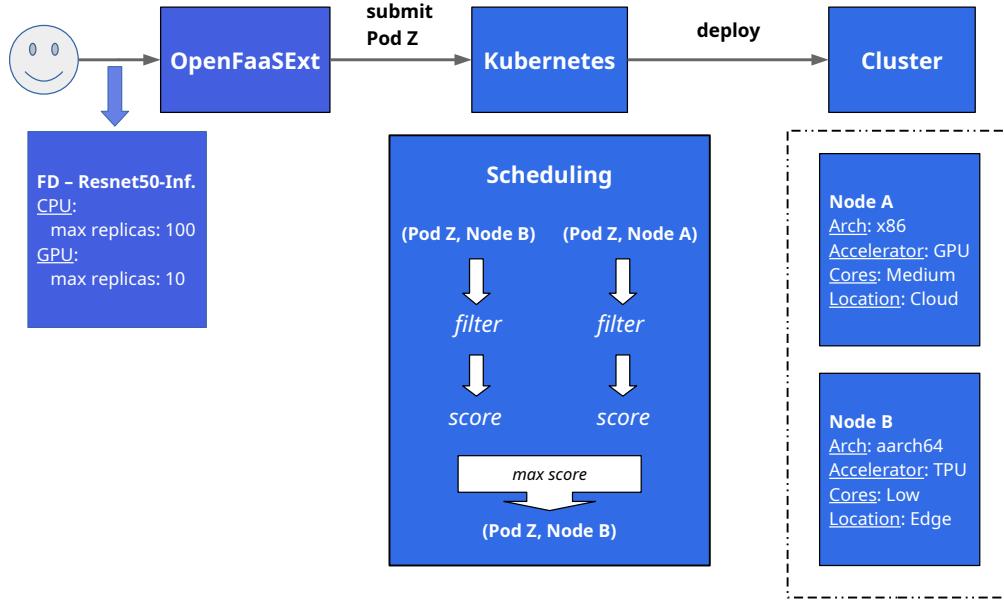 submit
Pod Z
deploy
OpenFaaSExt
Kubernetes
Cluster
FD – Resnet50-Inf.
CPU:
max replicas: 100
GPU:
max replicas: 10
Scheduling
(Pod Z, Node B)
(Pod Z, Node A)
filter
filter
score
score
max score
(Pod Z, Node B)
Node A
Arch: x86
Accelerator: GPU
Cores: Medium
Location: Cloud
Node B
Arch: aarch64
Accelerator: TPU
Cores: Low
Location: Edge